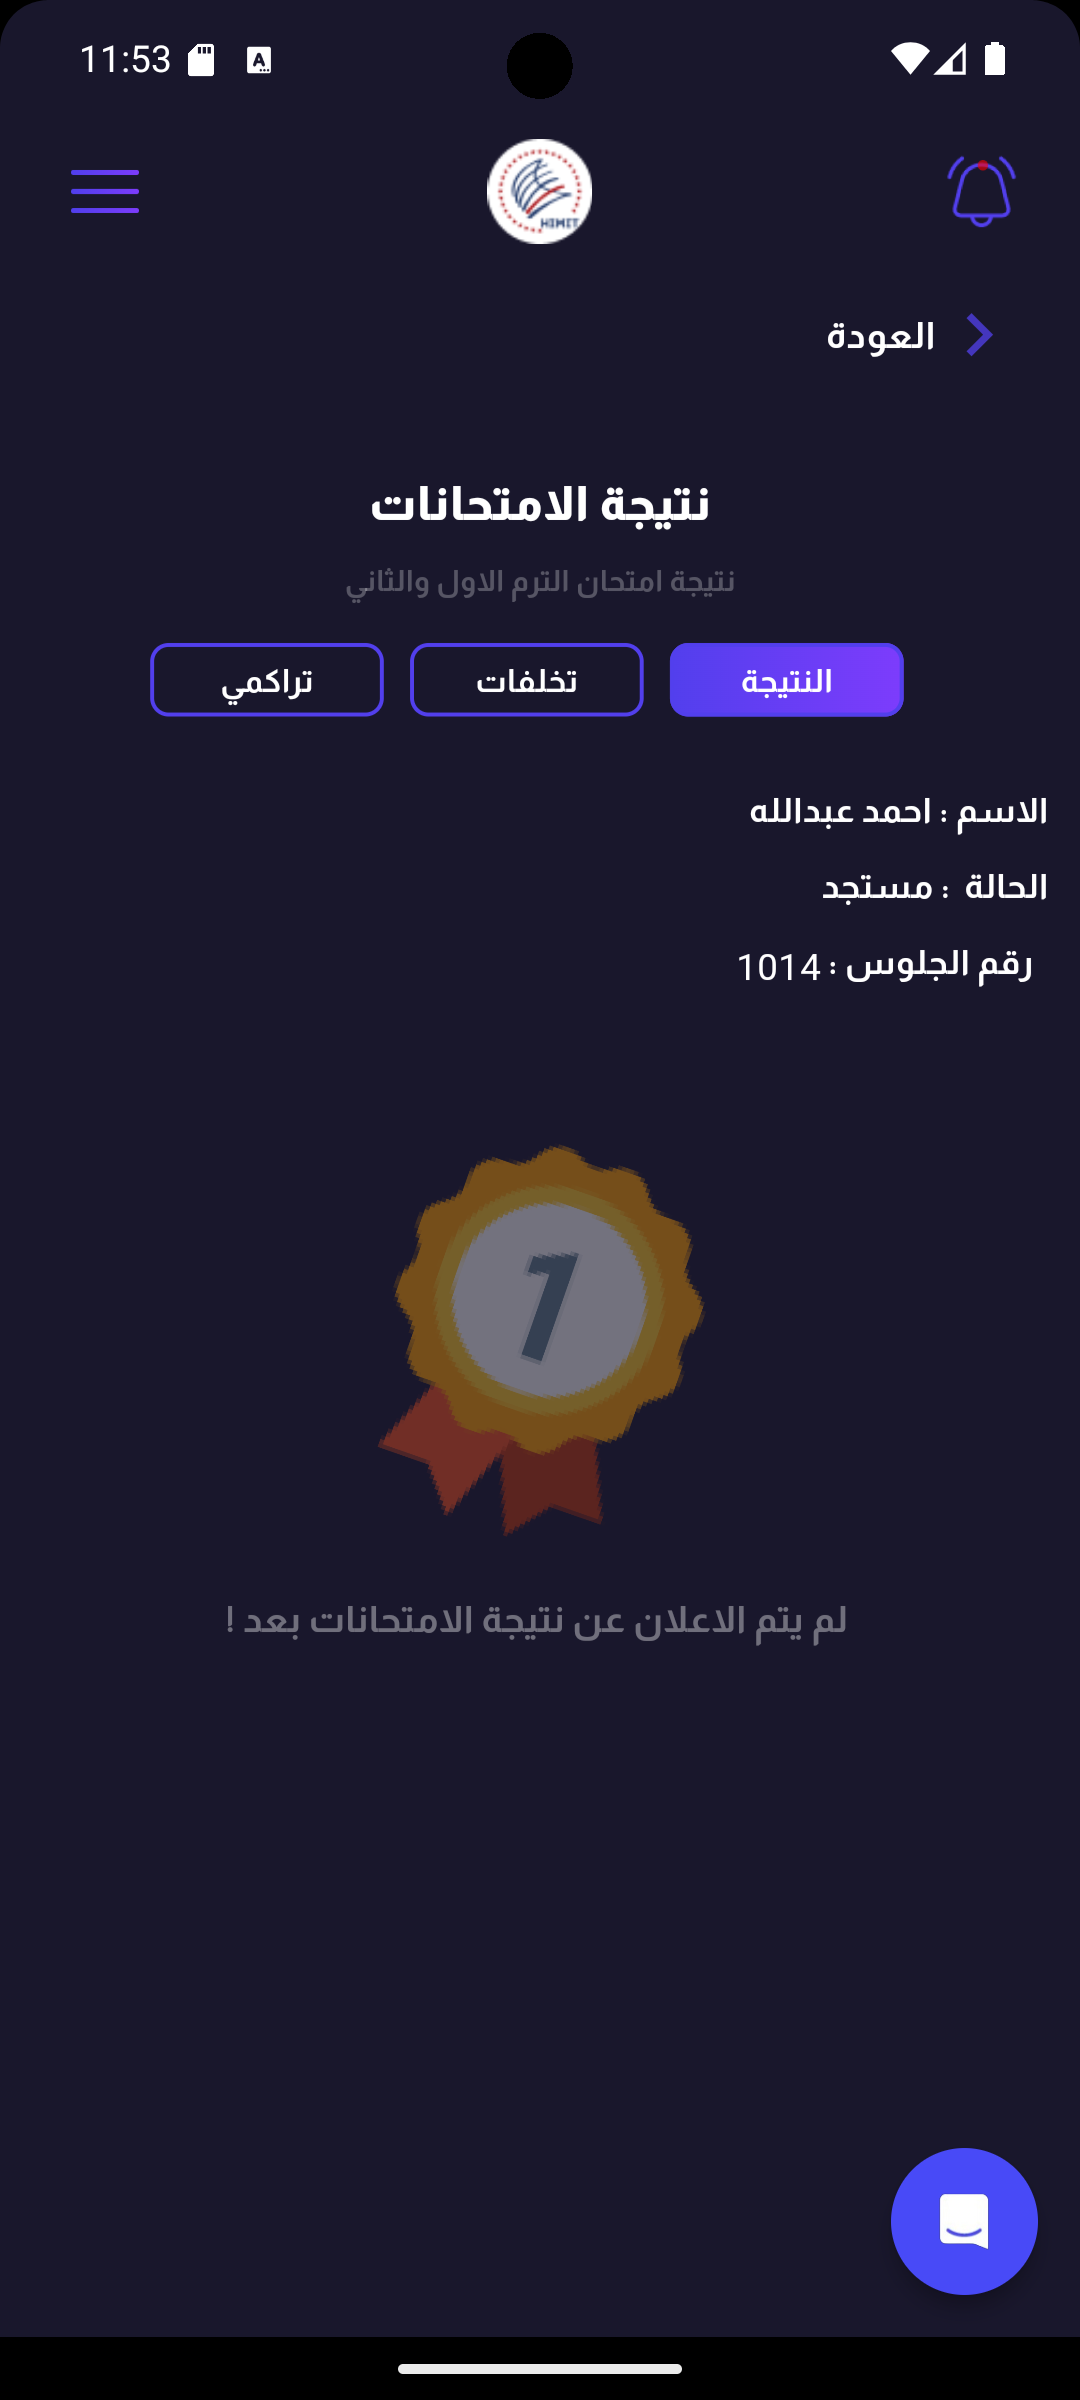 11:53
HIMIT
العودة
نتيجة الامتحانات
نتيجة امتحان الترم الاول والثاني
النتيجة تخلفات تراكمي
الاسم : احمد عبدالله
الحالة : مستجد
رقم الجلوس : 1014
1
لم يتم الاعلان عن نتيجة الامتحانات بعد !